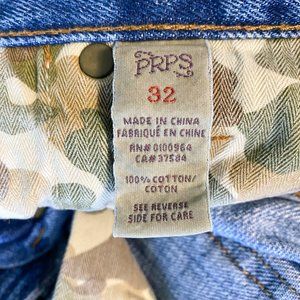 PRPS
32
MADE IN CHINA
FABRIQUÉ EN CHINE
RN# 0100964
CA# 37584
100% COTTON/
COTON
SEE REVERSE
SIDE FOR CARE